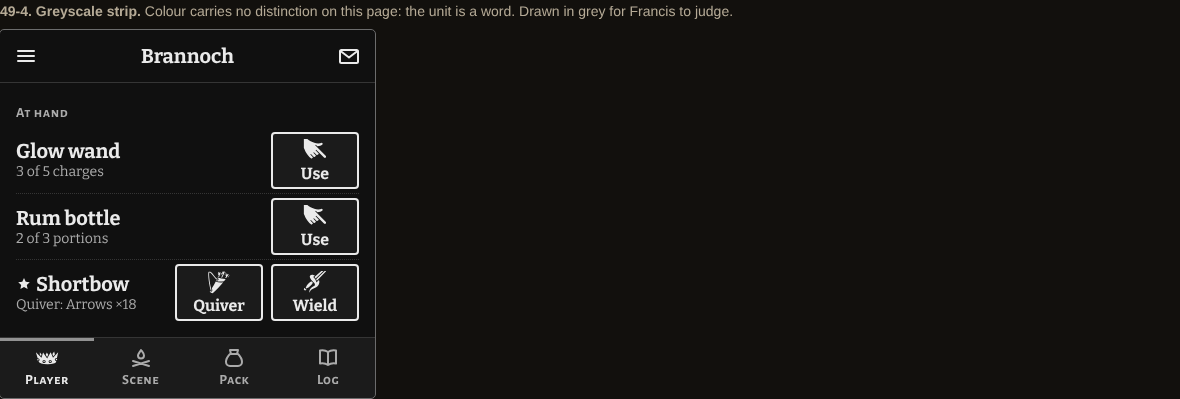 49-4. Greyscale strip. Colour carries no distinction on this page: the unit is a word. Drawn in grey for Francis to judge.
Brannoch
At hand
Glow wand
3 of 5 charges
Use
Rum bottle
2 of 3 portions
Use
Shortbow
Quiver: Arrows ×18
Quiver
Wield
Player
Scene
Pack
Log